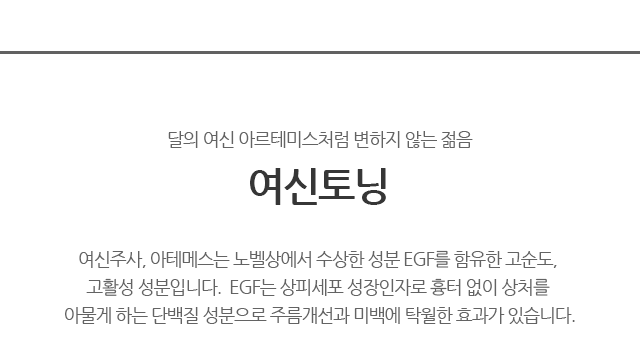 달의 여신 아르테미스처럼 변하지 않는 젊음
여신토닝
여신주사, 아테메스는 노벨상에서 수상한 성분 EGF를 함유한 고순도,
고활성 성분입니다. EGF는 상피세포 성장인자로 흉터 없이 상처를
아물게 하는 단백질 성분으로 주름개선과 미백에 탁월한 효과가 있습니다.